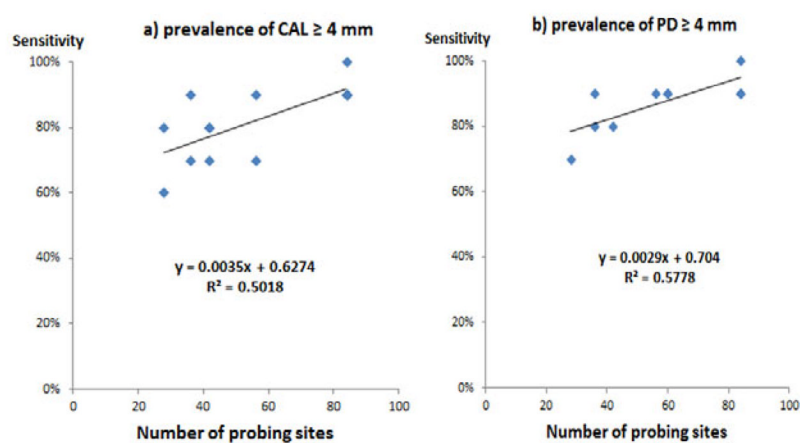 a) prevalence of CAL ≥ 4 mm
Sensitivity
100%
80%
60%
40%
20%
0%
y = 0.0035x + 0.6274
R² = 0.5018
0 20 40 60 80 100
Number of probing sites
b) prevalence of PD ≥ 4 mm
Sensitivity
100%
80%
60%
40%
20%
0%
y = 0.0029x + 0.704
R² = 0.5778
0 20 40 60 80 100
Number of probing sites